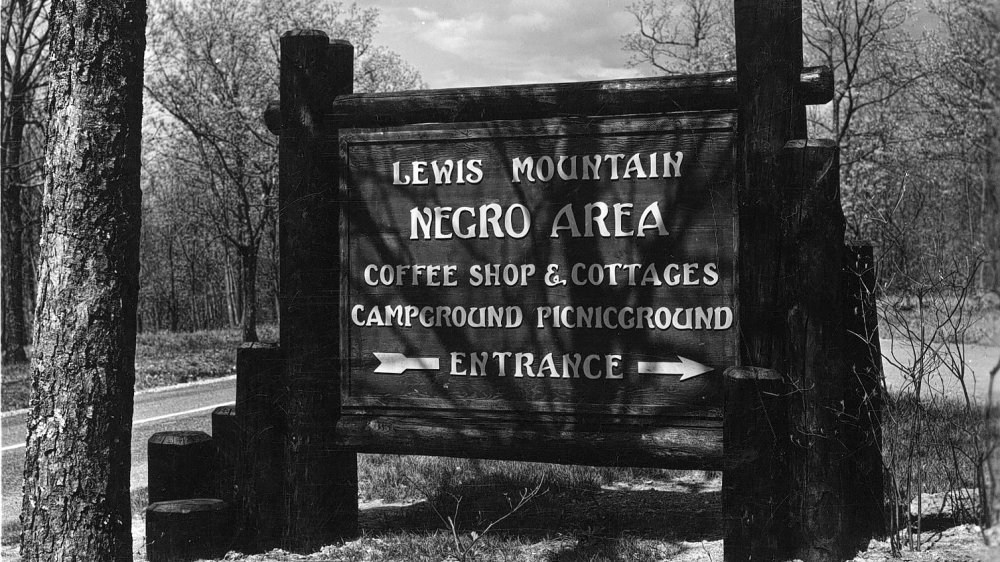 LEWIS MOUNTAIN
NEGRO AREA
COFFEE SHOP & COTTAGES
CAMPGROUND PICNICGROUND
ENTRANCE